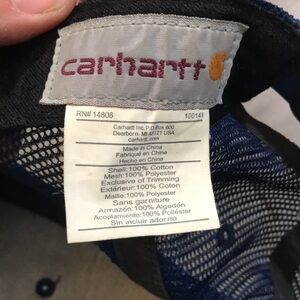 carhartt
RN# 14806 100141
Carhartt Inc P.O Box 600
Dearborn, MI 48121 USA
carhartt.com
Made in China
Fabriqué en China
Hecho en China
Shell:100% Cotton
Mesh:100% Polyester
Exclusive of Trimming
Extérieur:100% Coton
Maille:100% Polyester
Sans garniture
Armazón:100% Algodón
Acoplamiento:100% Poliéster
Sin incluir adorno